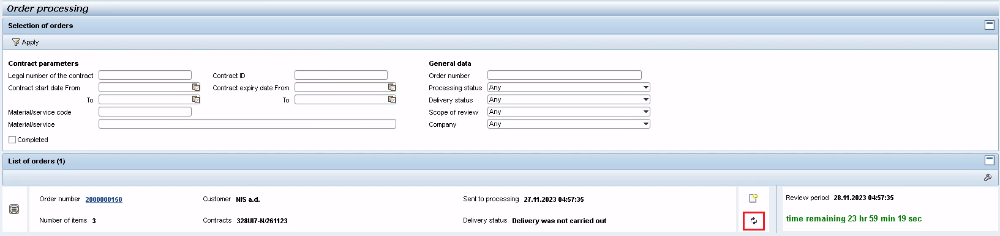 Order processing
Selection of orders
Apply
Contract parameters
General data
Legal number of the contract
Contract ID
Order number
Contract start date From
Contract expiry date From
Processing status Any
To
To
Delivery status Any
Material/service code
Scope of review Any
Material/service
Company Any
Completed
List of orders (1)
Order number 2000000150
Customer NIS a.d.
Sent to processing 27.11.2023 04:57:35
Review period 28.11.2023 04:57:35
Number of items 3
Contracts 328UI7-N/261123
Delivery status Delivery was not carried out
time remaining 23 hr 59 min 19 sec